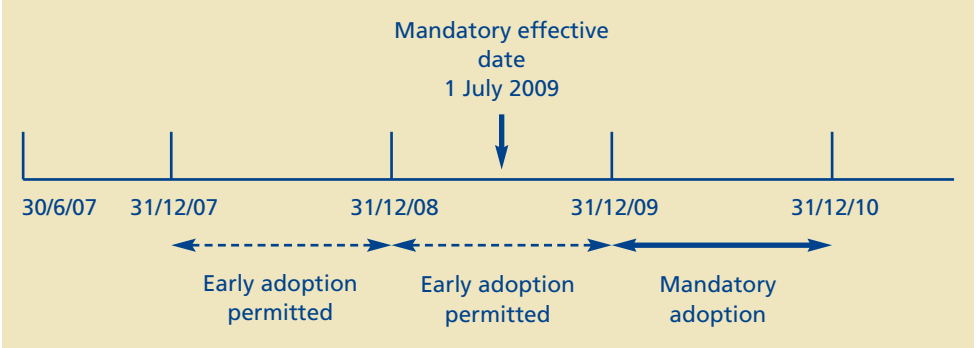 Mandatory effective
date
1 July 2009
30/6/07 31/12/07 31/12/08 31/12/09 31/12/10
Early adoption
permitted
Early adoption
permitted
Mandatory
adoption